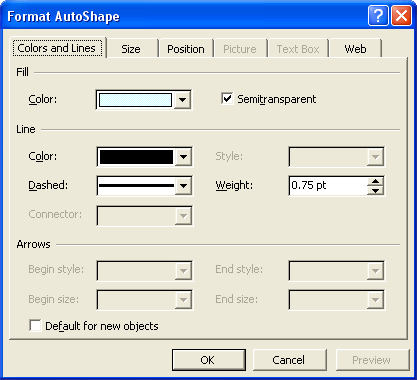 Format AutoShape
Colors and Lines Size Position Picture Text Box Web
Fill
Color: Semitransparent
Line
Color: Style:
Dashed: Weight: 0.75 pt
Connector:
Arrows
Begin style: End style:
Begin size: End size:
Default for new objects
OK Cancel Preview